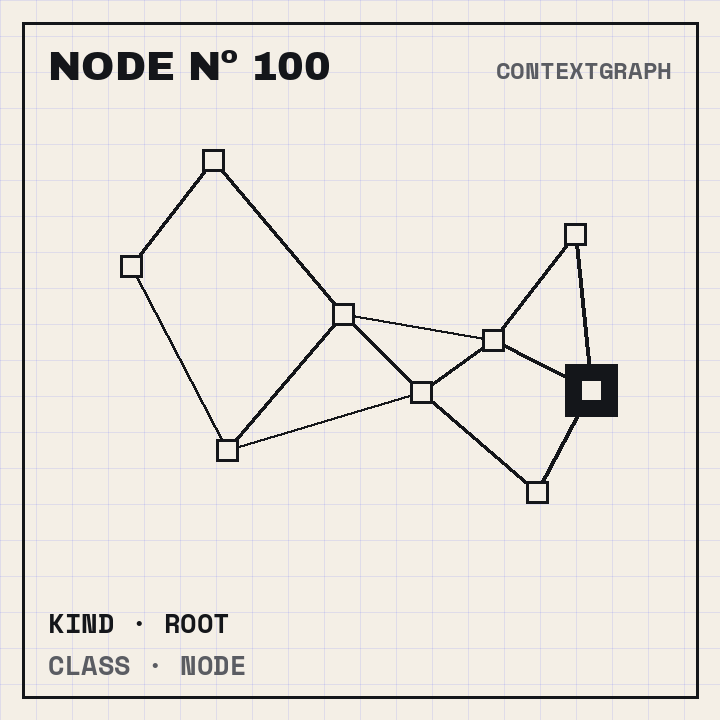 NODE Nº 100
CONTEXTGRAPH
KIND · ROOT
CLASS · NODE